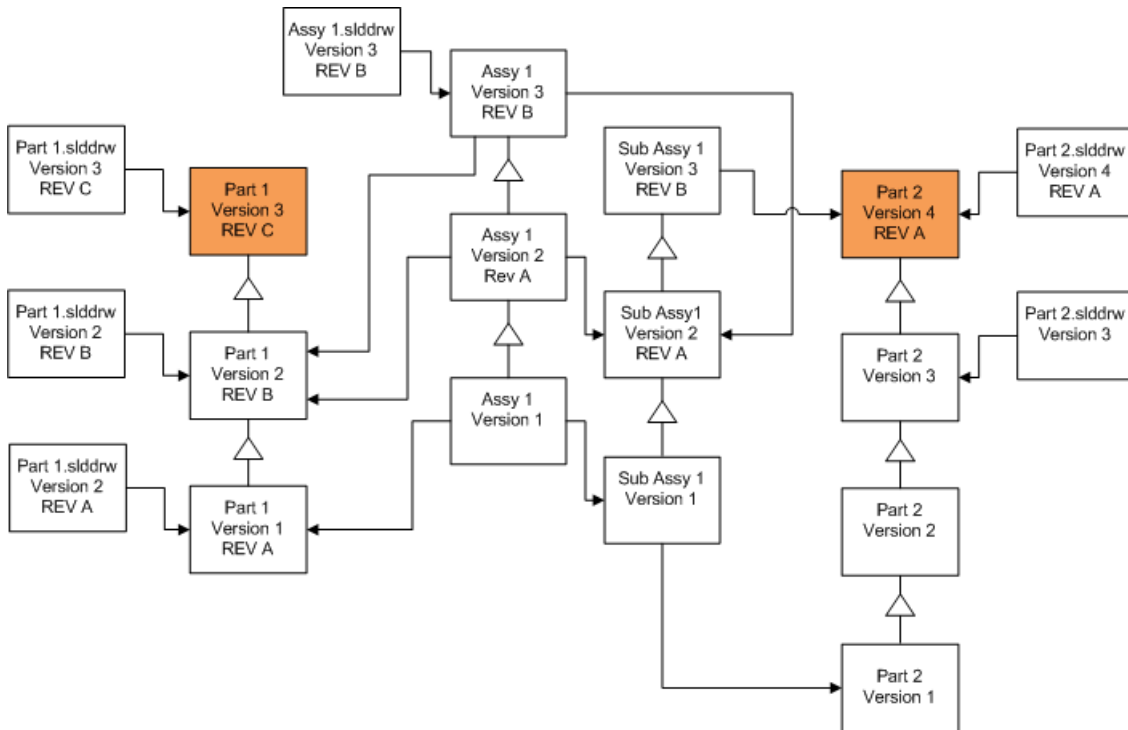 Assy 1.slddrw
Version 3
REV B
Assy 1
Version 3
REV B
Part 1.slddrw
Version 3
REV C
Part 1
Version 3
REV C
Sub Assy 1
Version 3
REV B
Part 2
Version 4
REV A
Part 2.slddrw
Version 4
REV A
Assy 1
Version 2
Rev A
Part 1.slddrw
Version 2
REV B
Part 1
Version 2
REV B
Sub Assy1
Version 2
REV A
Part 2
Version 3
Part 2.slddrw
Version 3
Assy 1
Version 1
Part 1.slddrw
Version 2
REV A
Part 1
Version 1
REV A
Sub Assy 1
Version 1
Part 2
Version 2
Part 2
Version 1